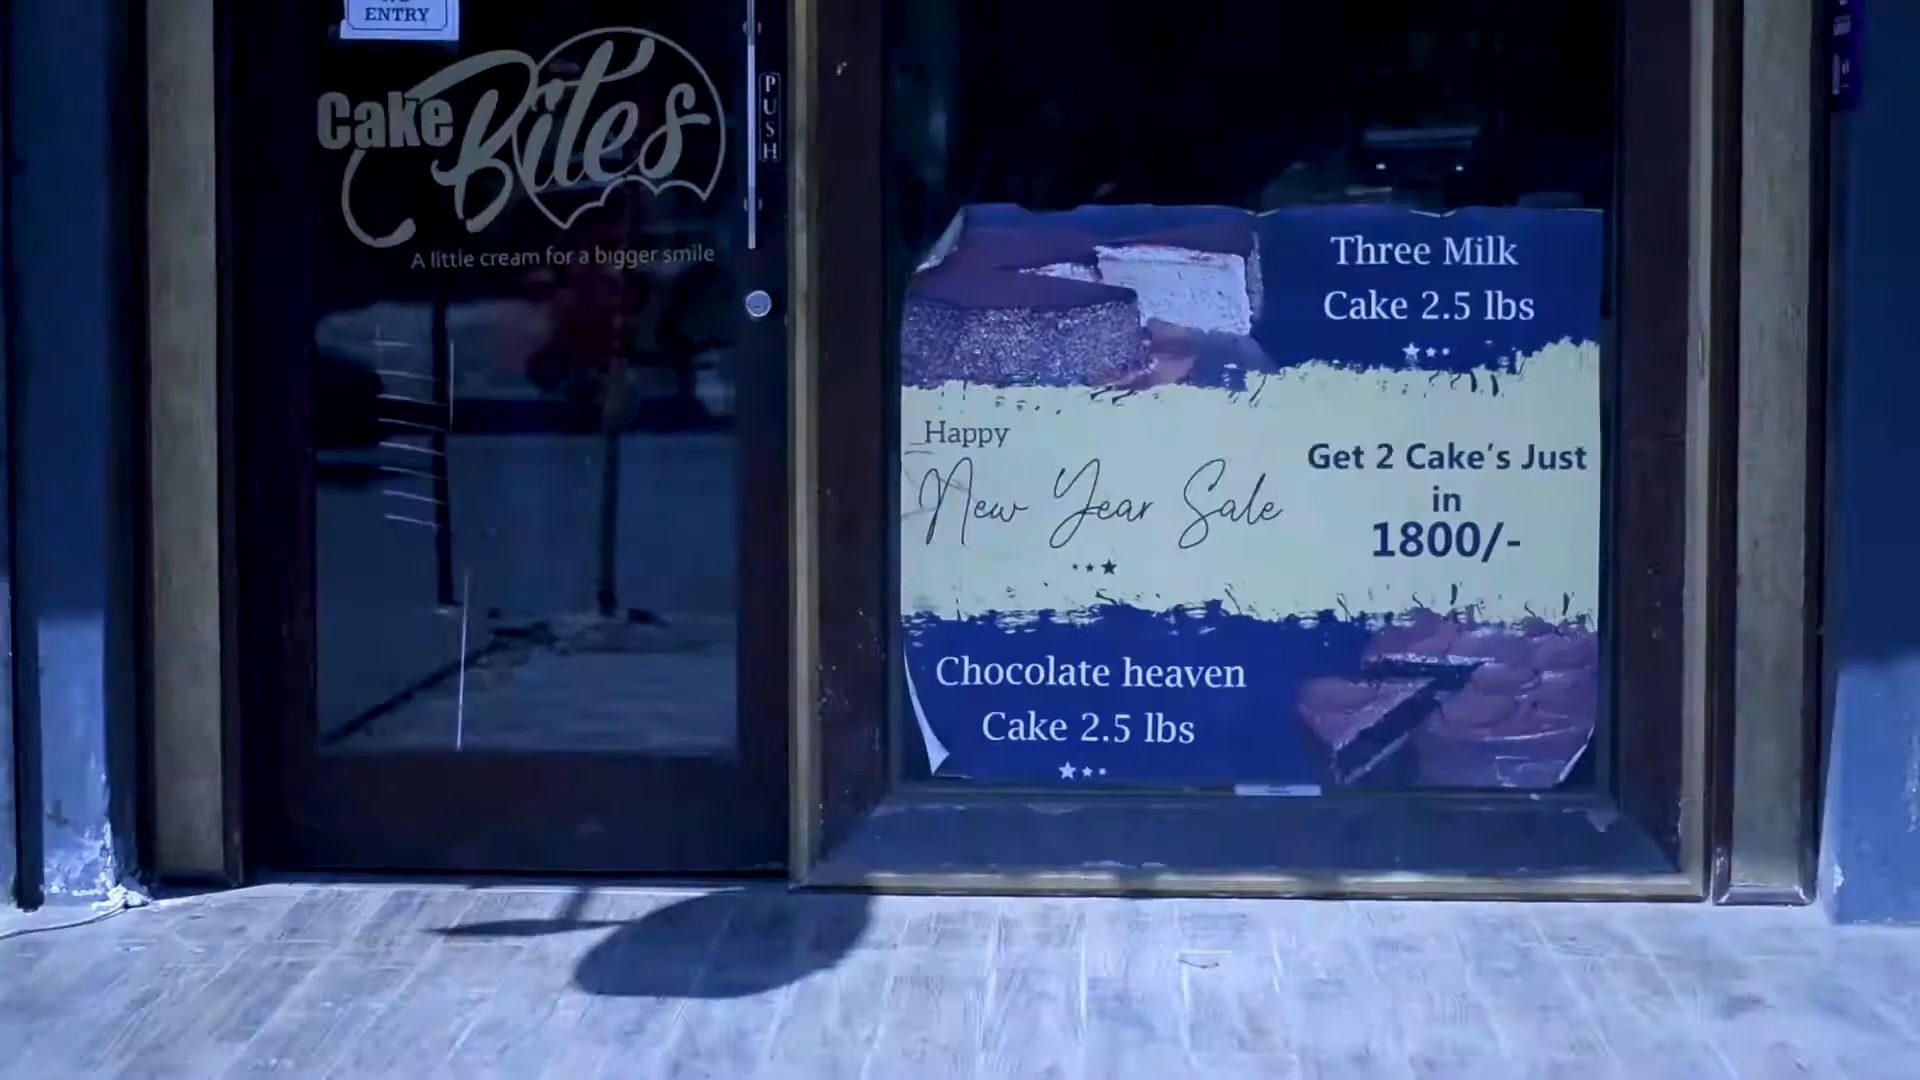 ENTRY
Cake Bites
A little cream for a bigger smile
PUSH
Three Milk
Cake 2.5 lbs
Happy
New Year Sale
Get 2 Cake's Just
in
1800/-
Chocolate heaven
Cake 2.5 lbs